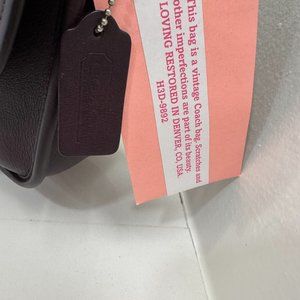 This bag is a vintage Coach bag. Scratches and
other imperfections are part of its beauty.
LOVING RESTORED IN DENVER, CO, USA.
H3D-9892